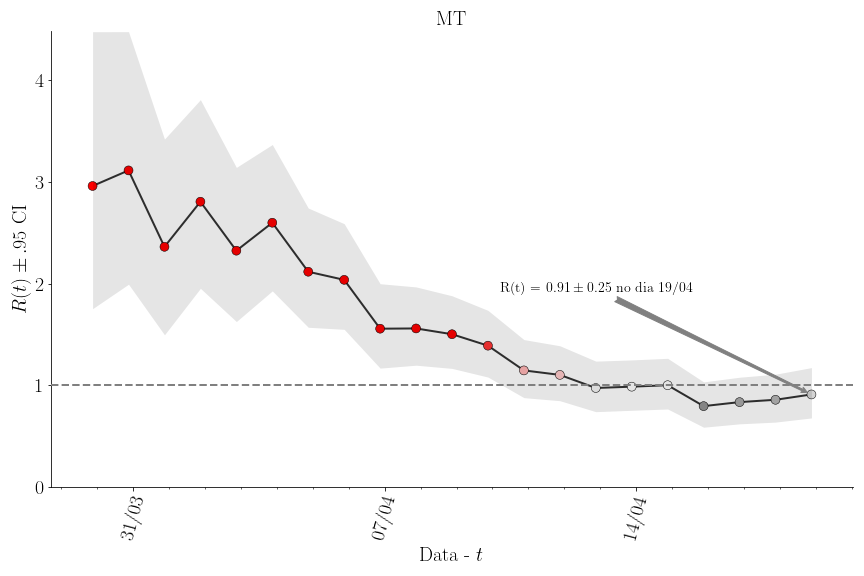 MT
4
3
2
1
0
R(t) ± .95 CI
R(t) = 0.91 ± 0.25 no dia 19/04
31/03
07/04
14/04
Data - t